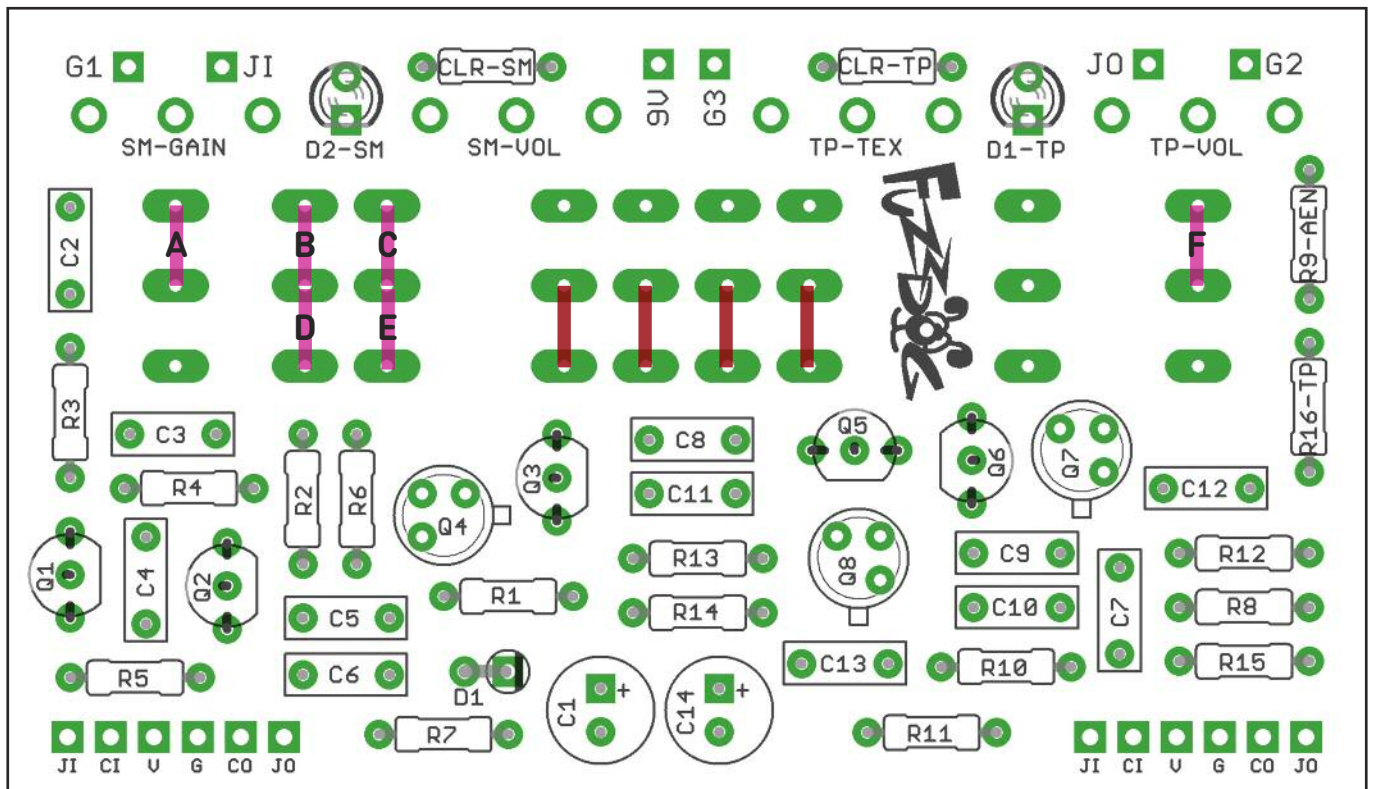 G1 JI CLR-SM 9V G3 CLR-TP JO G2
SM-GAIN D2-SM SM-VOL TP-TEX D1-TP TP-VOL
C2 A B C FUZZDOG F R9-AEN
D E
R3 R16-TP
C3 C8 Q5 Q6 Q7
R4 R2 R6 Q4 Q3 C11 C12
Q1 C4 Q2 R13 Q8 C9 R12
R1 R14 C10 C7 R8
C5
R5 C6 D1 C13 R10 R15
C1 + C14 +
R7 R11
JI CI V G CO JO JI CI V G CO JO